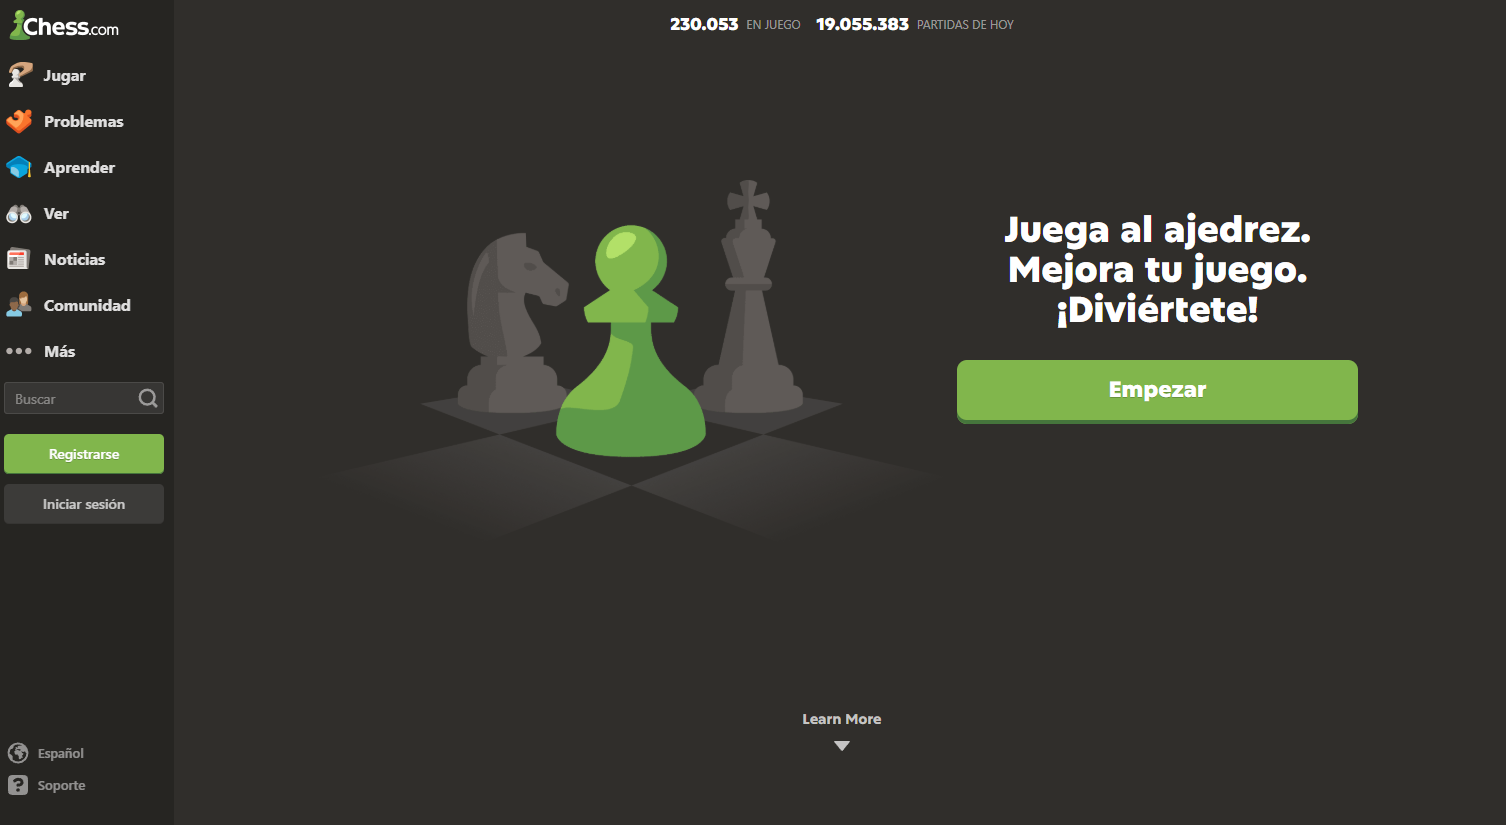 Chess.com
Jugar
Problemas
Aprender
Ver
Noticias
Comunidad
Más
Buscar
Registrarse
Iniciar sesión
Español
Soporte
230.053 EN JUEGO 19.055.383 PARTIDAS DE HOY
Juega al ajedrez.
Mejora tu juego.
¡Diviértete!
Empezar
Learn More